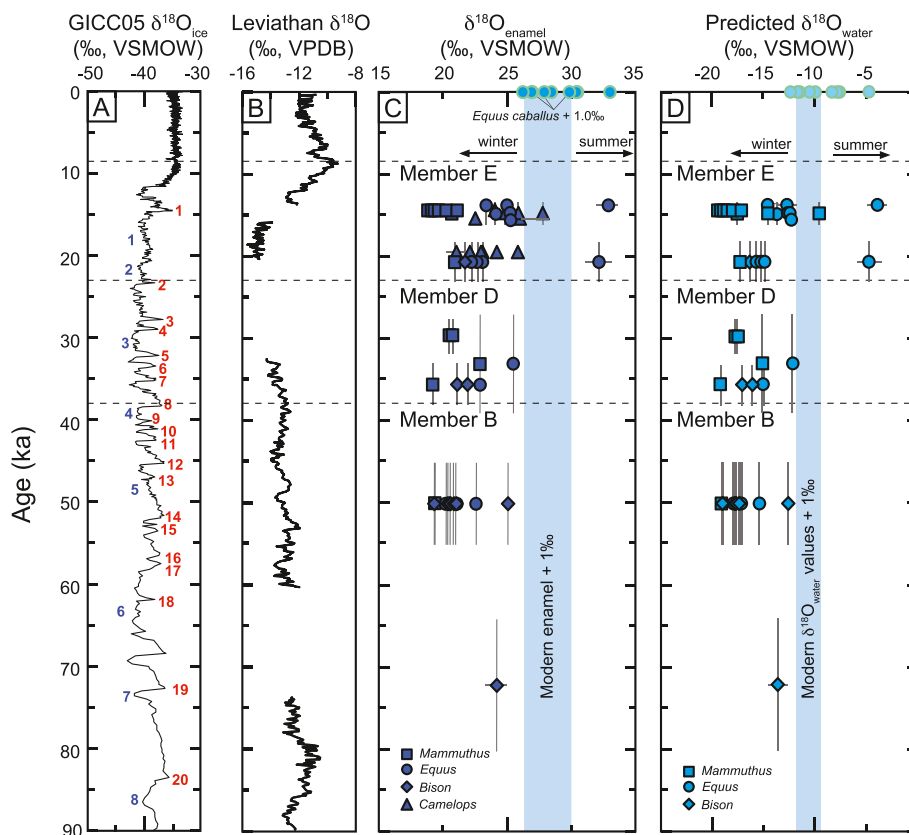 GICC05 δ18Oice
(‰, VSMOW)
-50 -40 -30
Leviathan δ18O
(‰, VPDB)
-16 -12 -8
δ18Oenamel
(‰, VSMOW)
15 20 25 30 35
Predicted δ18Owater
(‰, VSMOW)
-20 -15 -10 -5
A
B
C
D
Age (ka)
0
10
20
30
40
50
60
70
80
90
1
2
3
4
5
6
7
8
9
10
11
12
13
14
15
16
17
18
19
20
1
2
3
4
5
6
7
8
Equus caballus + 1.0‰
winter
summer
Member E
Member D
Member B
Modern enamel + 1‰
Mammuthus
Equus
Bison
Camelops
winter
summer
Member E
Member D
Member B
Modern δ18Owater values + 1‰
Mammuthus
Equus
Bison